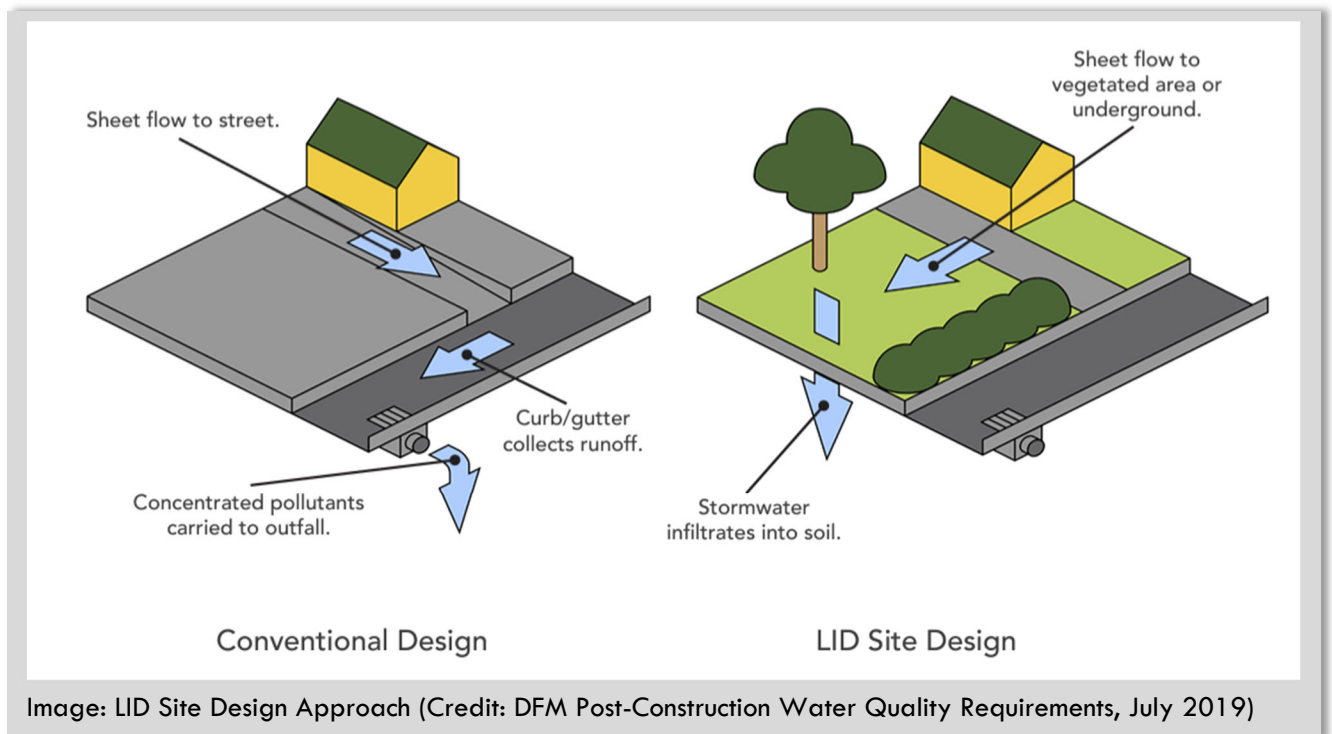 Sheet flow to street.
Curb/gutter
collects runoff.
Concentrated pollutants
carried to outfall.
Conventional Design
Sheet flow to
vegetated area or
underground.
Stormwater
infiltrates into soil.
LID Site Design
Image: LID Site Design Approach (Credit: DFM Post-Construction Water Quality Requirements, July 2019)